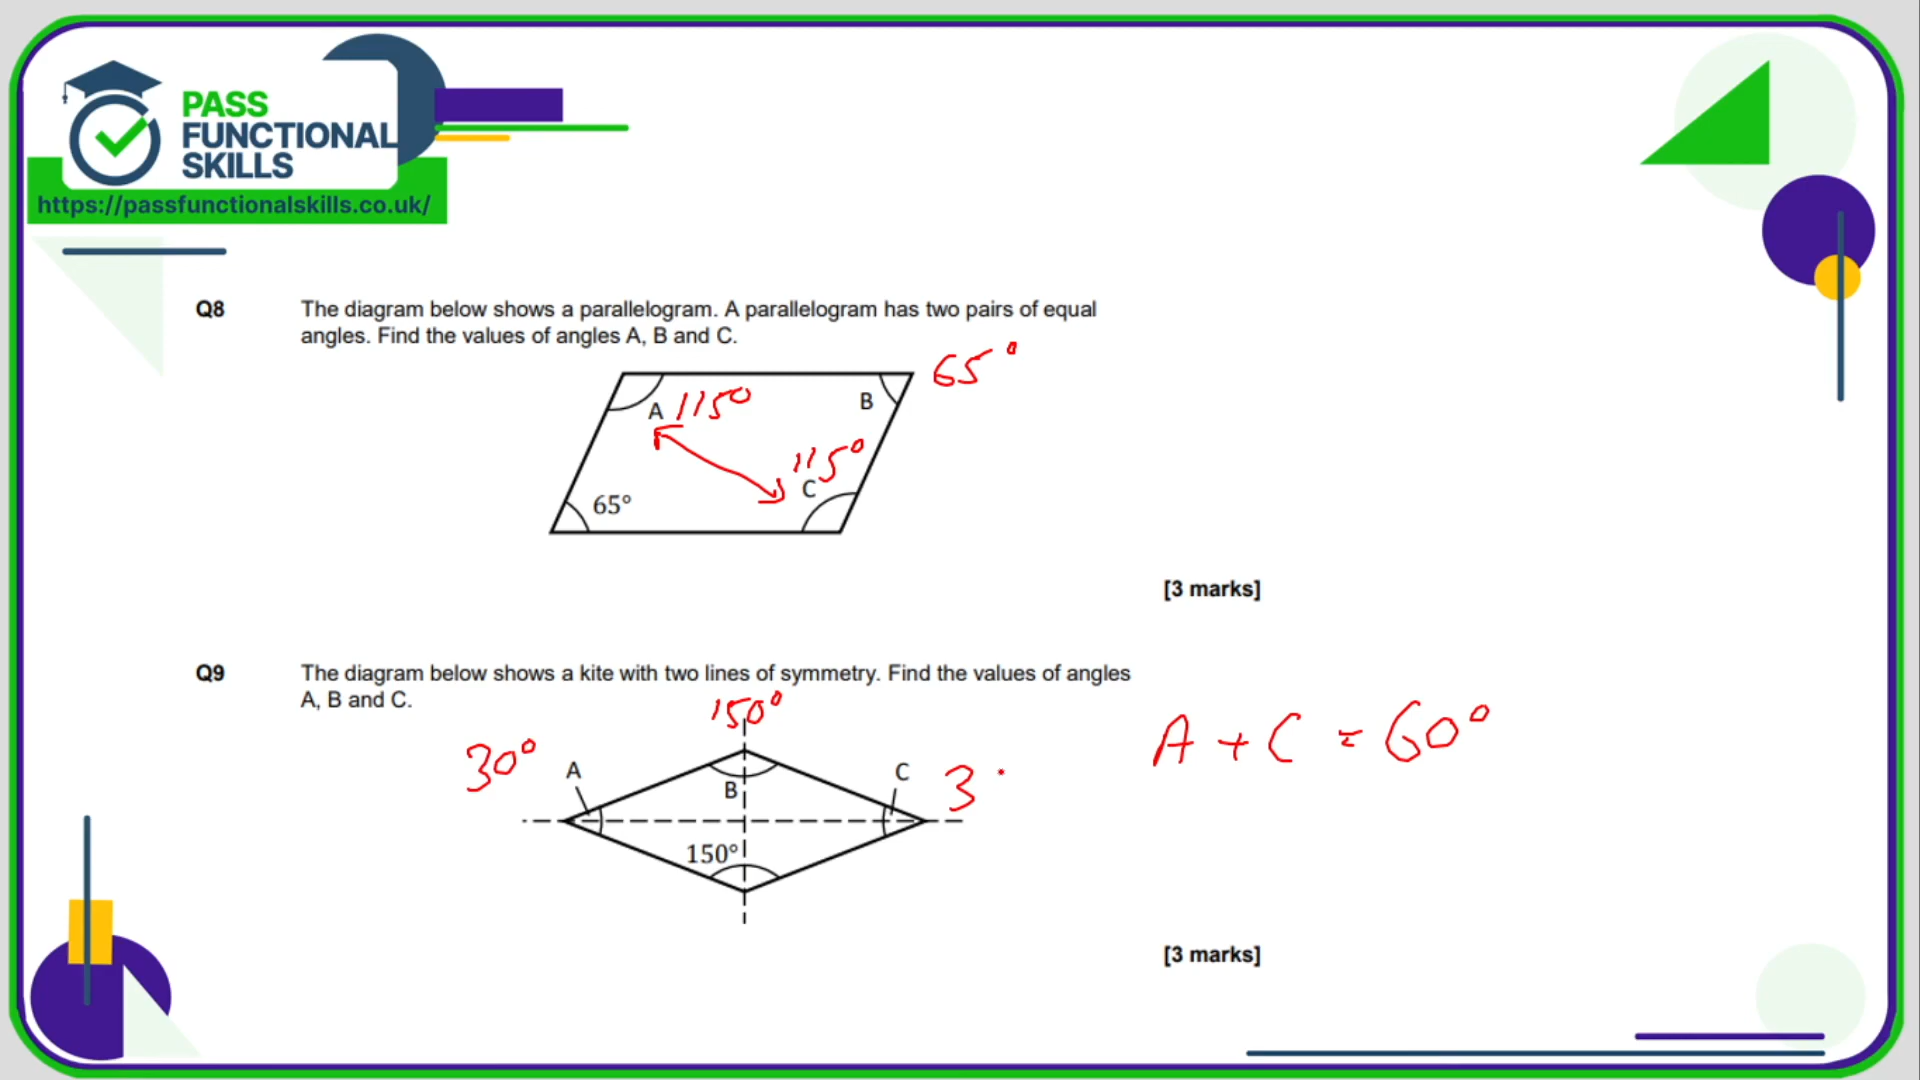 PASS
FUNCTIONAL
SKILLS
https://passfunctionalskills.co.uk/
Q8 The diagram below shows a parallelogram. A parallelogram has two pairs of equal
angles. Find the values of angles A, B and C.
65°
A 115°
B
115°
C
65°
[3 marks]
Q9 The diagram below shows a kite with two lines of symmetry. Find the values of angles
A, B and C.
150°
A + C = 60°
30°
A
B
C
3
150°
[3 marks]